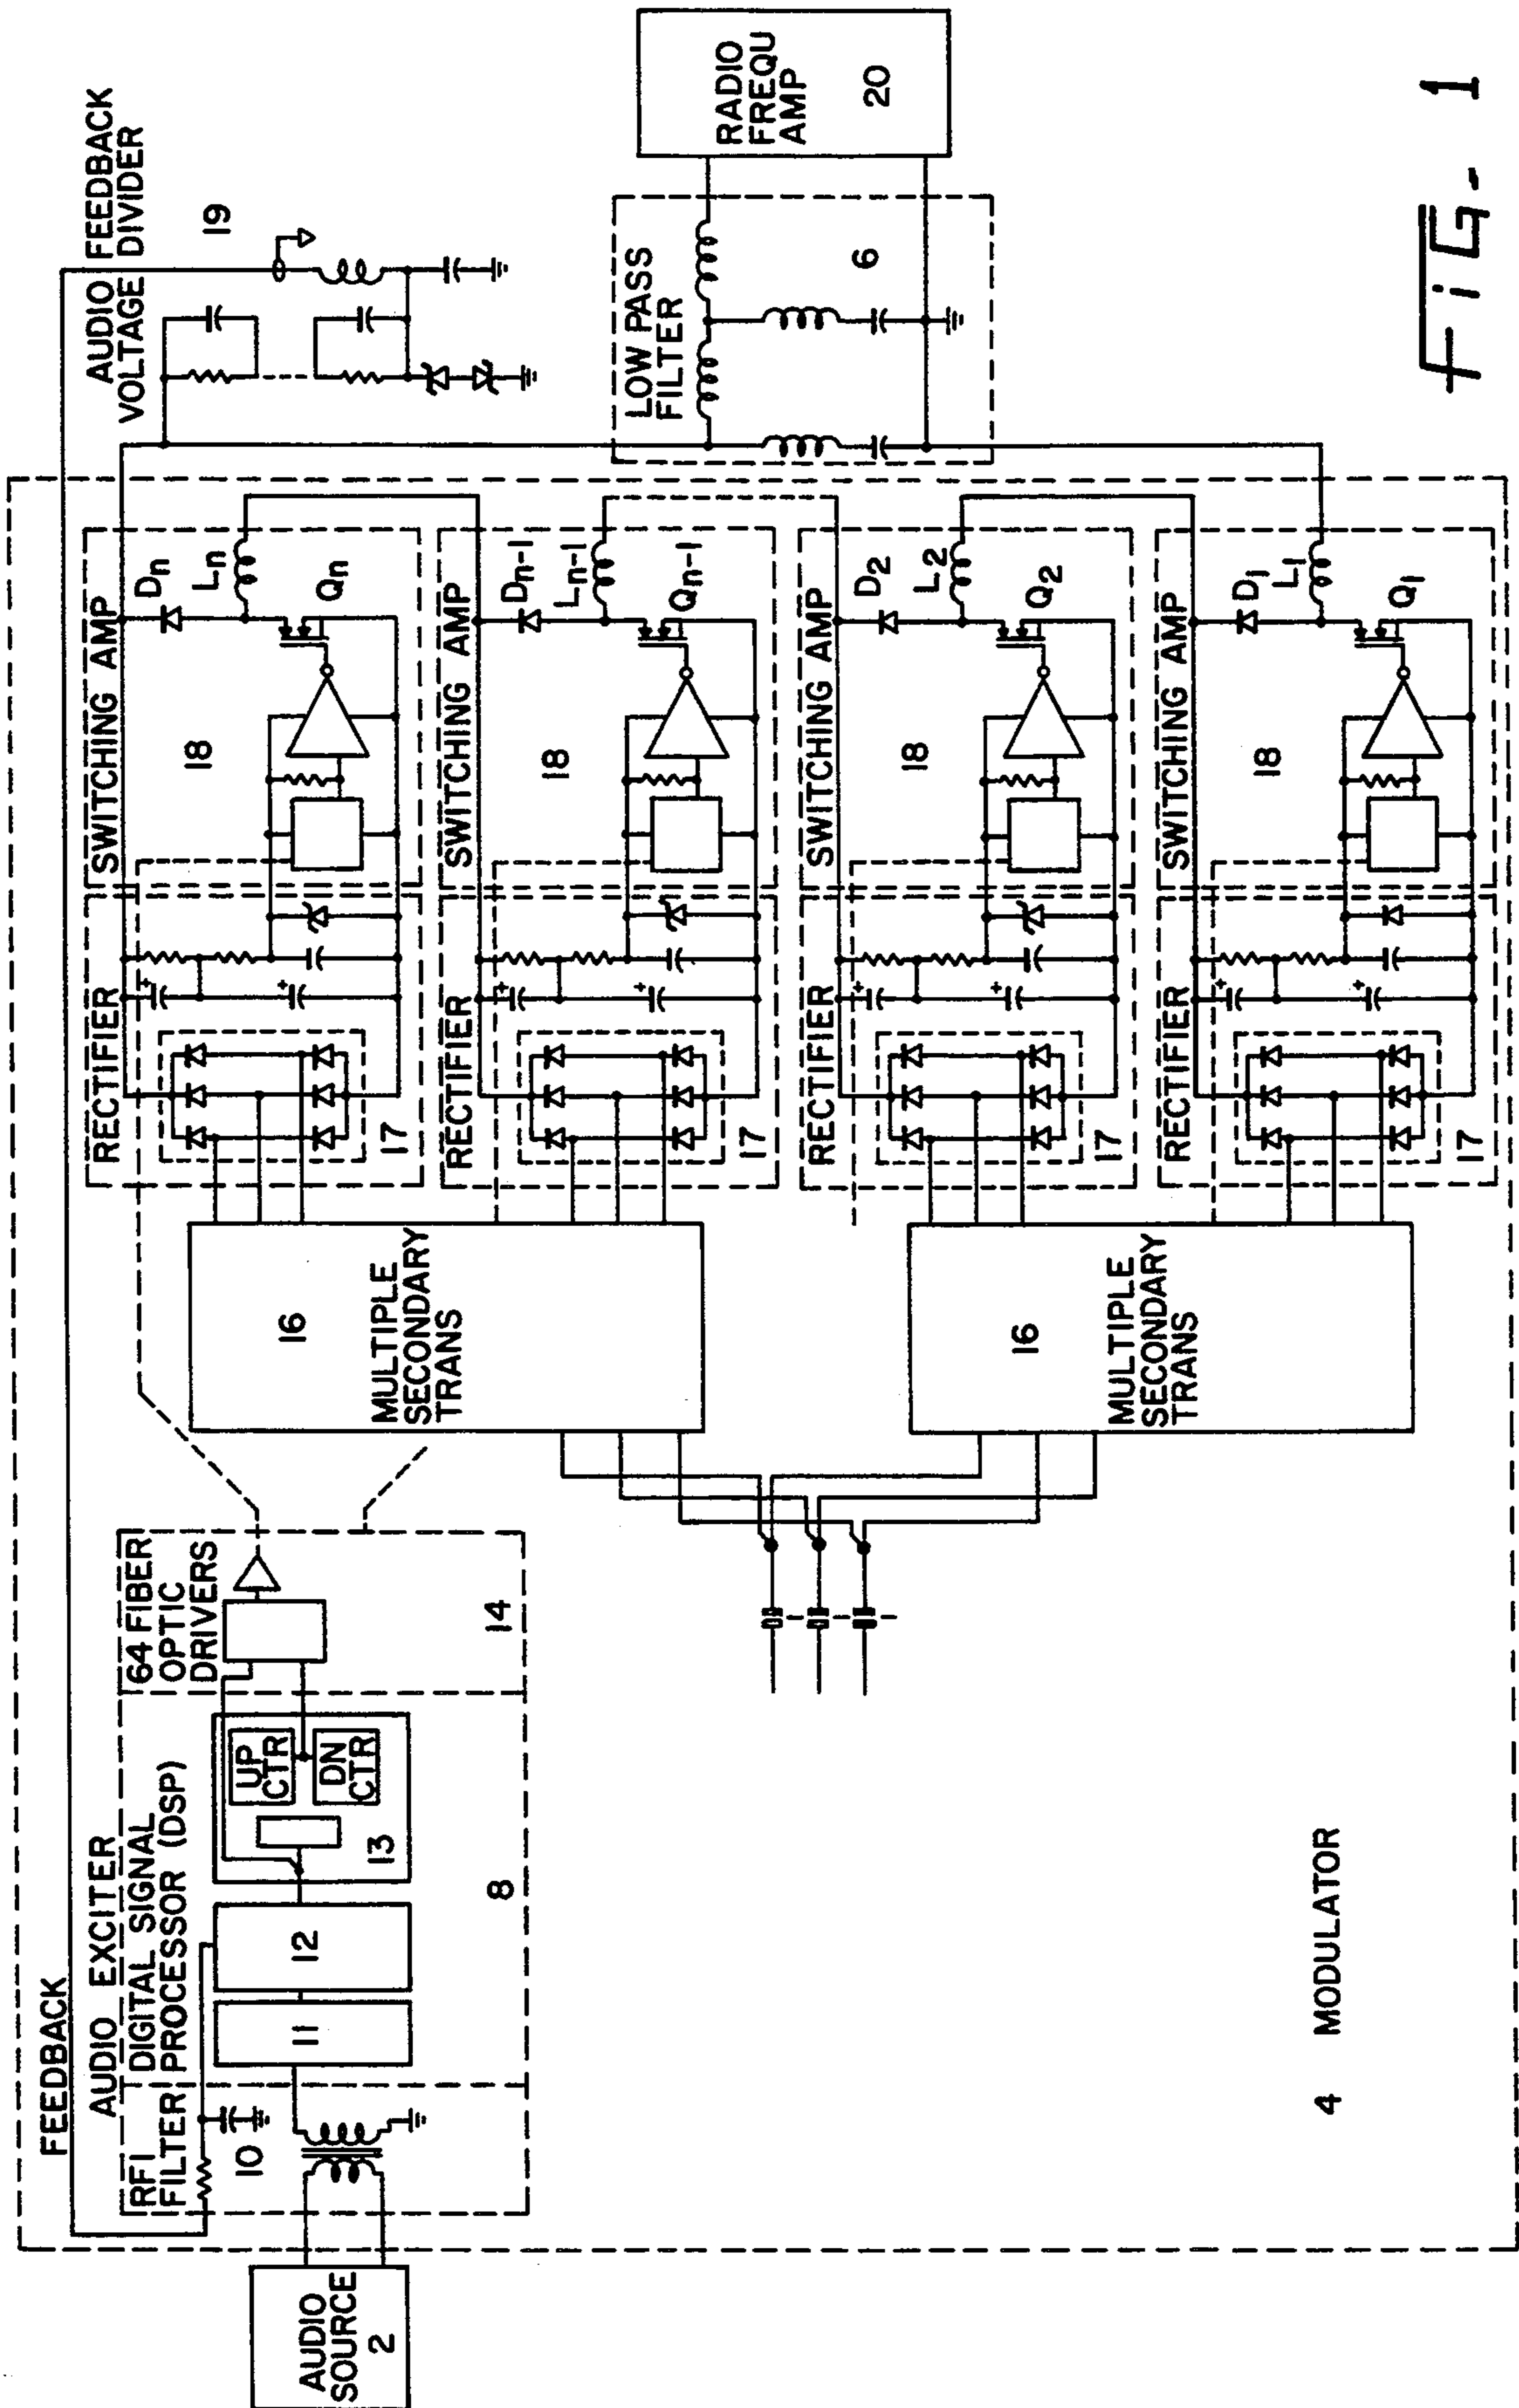 AUDIO
SOURCE
2
FEEDBACK
AUDIO EXCITER
RFI
FILTER
10
DIGITAL SIGNAL
PROCESSOR (DSP)
11
12
13
UP
CTR
DN
CTR
8
64 FIBER
OPTIC
DRIVERS
14
4 MODULATOR
16
MULTIPLE
SECONDARY
TRANS
16
MULTIPLE
SECONDARY
TRANS
RECTIFIER
17
SWITCHING AMP
18
Dn
Ln
Qn
RECTIFIER
17
SWITCHING AMP
18
Dn-1
Ln-1
Qn-1
RECTIFIER
17
SWITCHING AMP
18
D2
L2
Q2
RECTIFIER
17
SWITCHING AMP
18
D1
L1
Q1
AUDIO FEEDBACK
VOLTAGE DIVIDER
19
LOW PASS
FILTER
6
RADIO
FREQU
AMP
20
FiG- 1